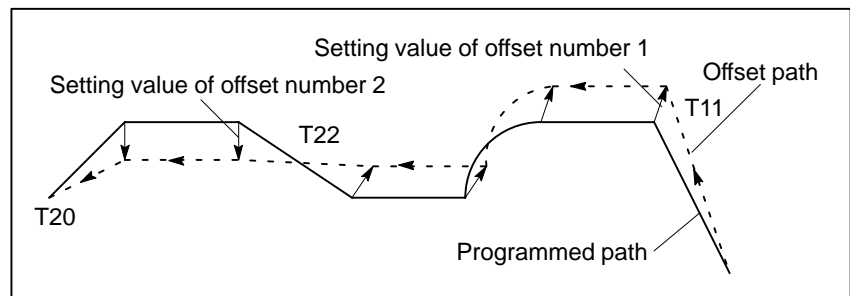 Setting value of offset number 1
Setting value of offset number 2
Offset path
T11
T22
T20
Programmed path